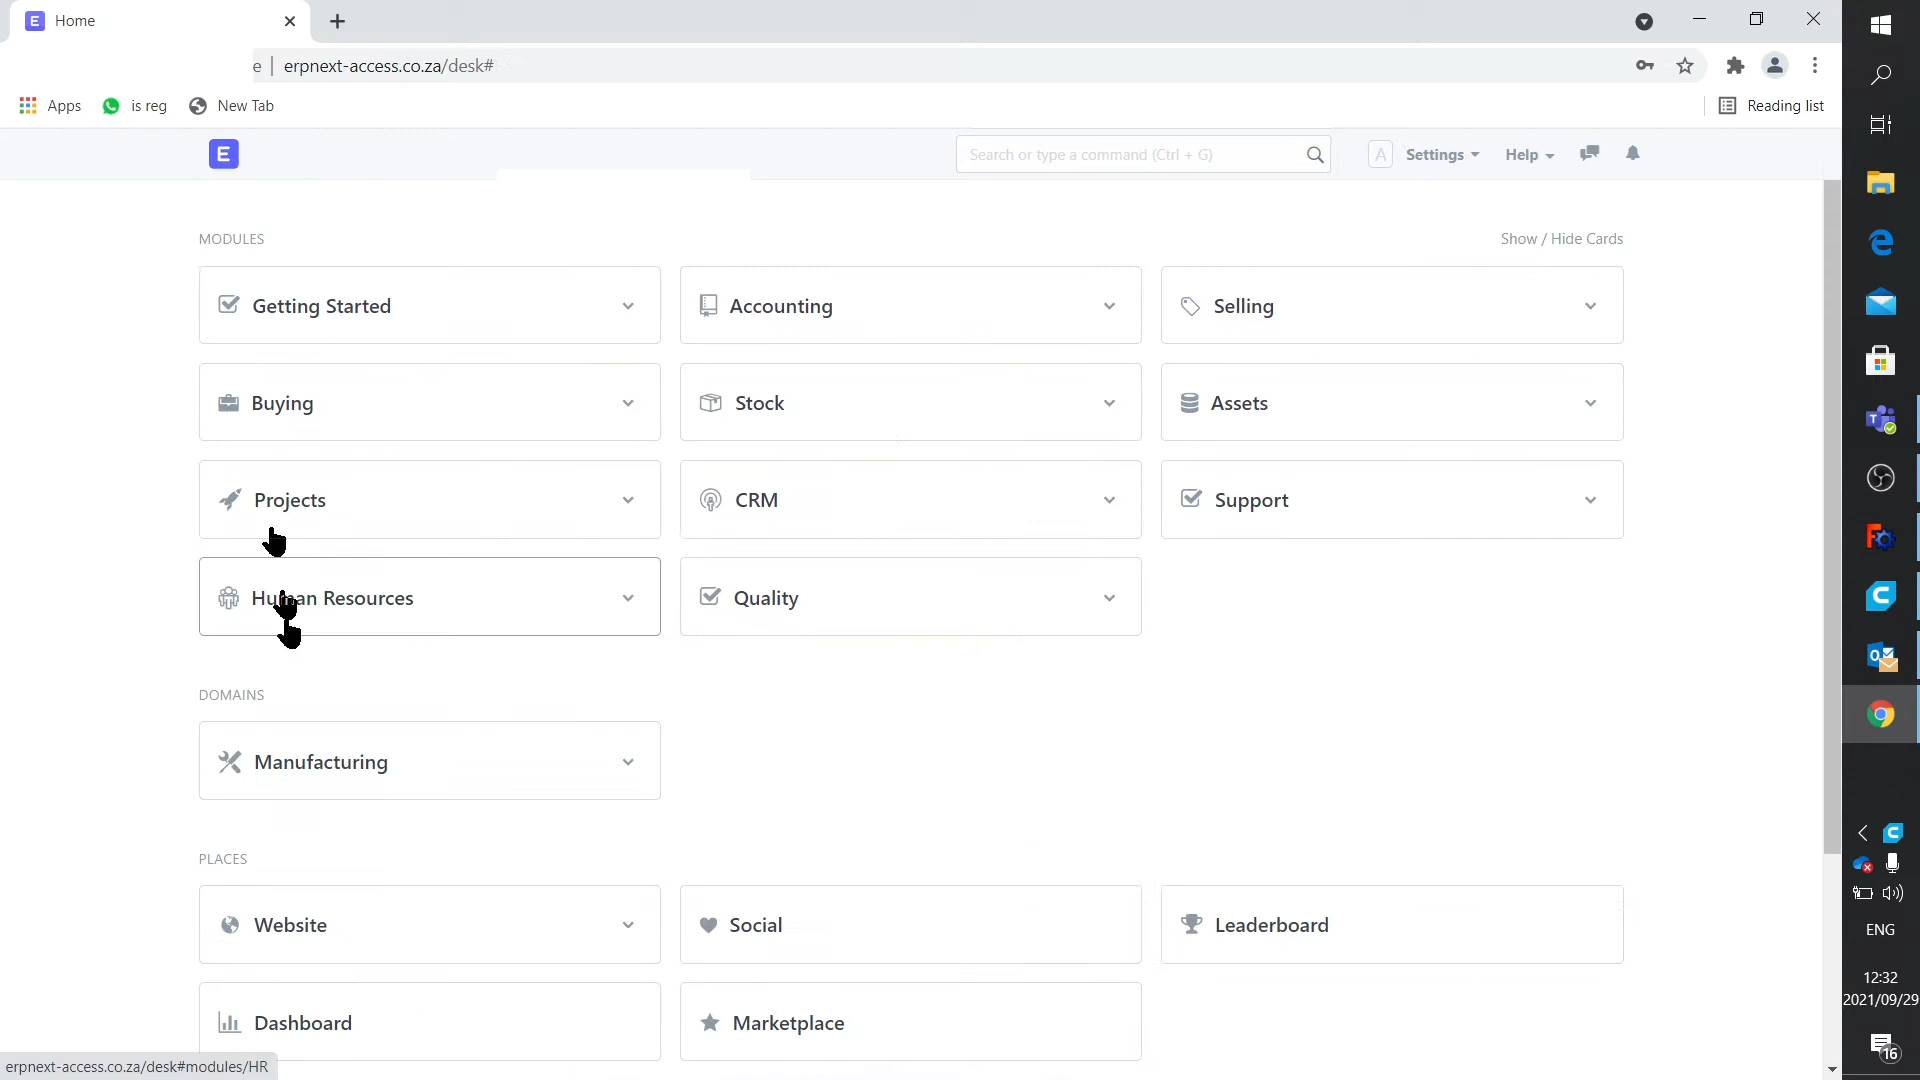 E Home
e | erpnext-access.co.za/desk#
Apps is reg New Tab Reading list
E Search or type a command (Ctrl + G) A Settings Help
MODULES Show / Hide Cards
Getting Started Accounting Selling
Buying Stock Assets
Projects CRM Support
Human Resources Quality
DOMAINS
Manufacturing
PLACES
Website Social Leaderboard
Dashboard Marketplace
erpnext-access.co.za/desk#modules/HR
ENG
12:32
2021/09/29
16